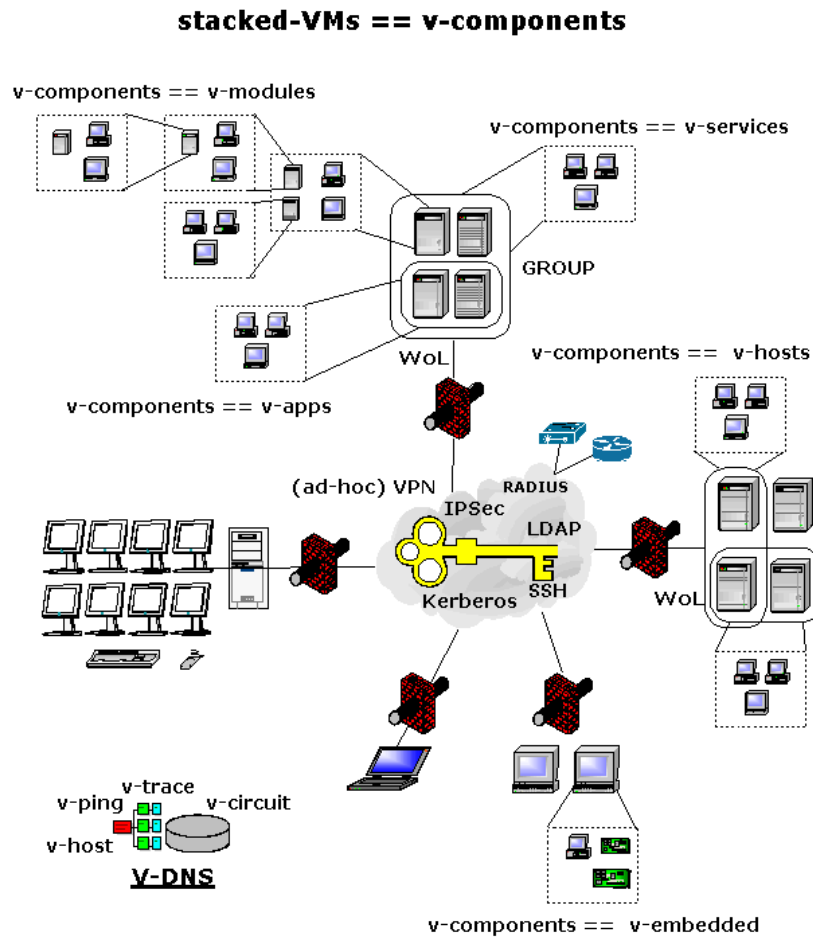 stacked-VMs == v-components
v-components == v-modules
v-components == v-services
GROUP
WoL
v-components == v-hosts
v-components == v-apps
(ad-hoc) VPN
RADIUS
IPSec
LDAP
Kerberos
SSH
WoL
v-trace
v-ping
v-circuit
v-host
V-DNS
v-components == v-embedded